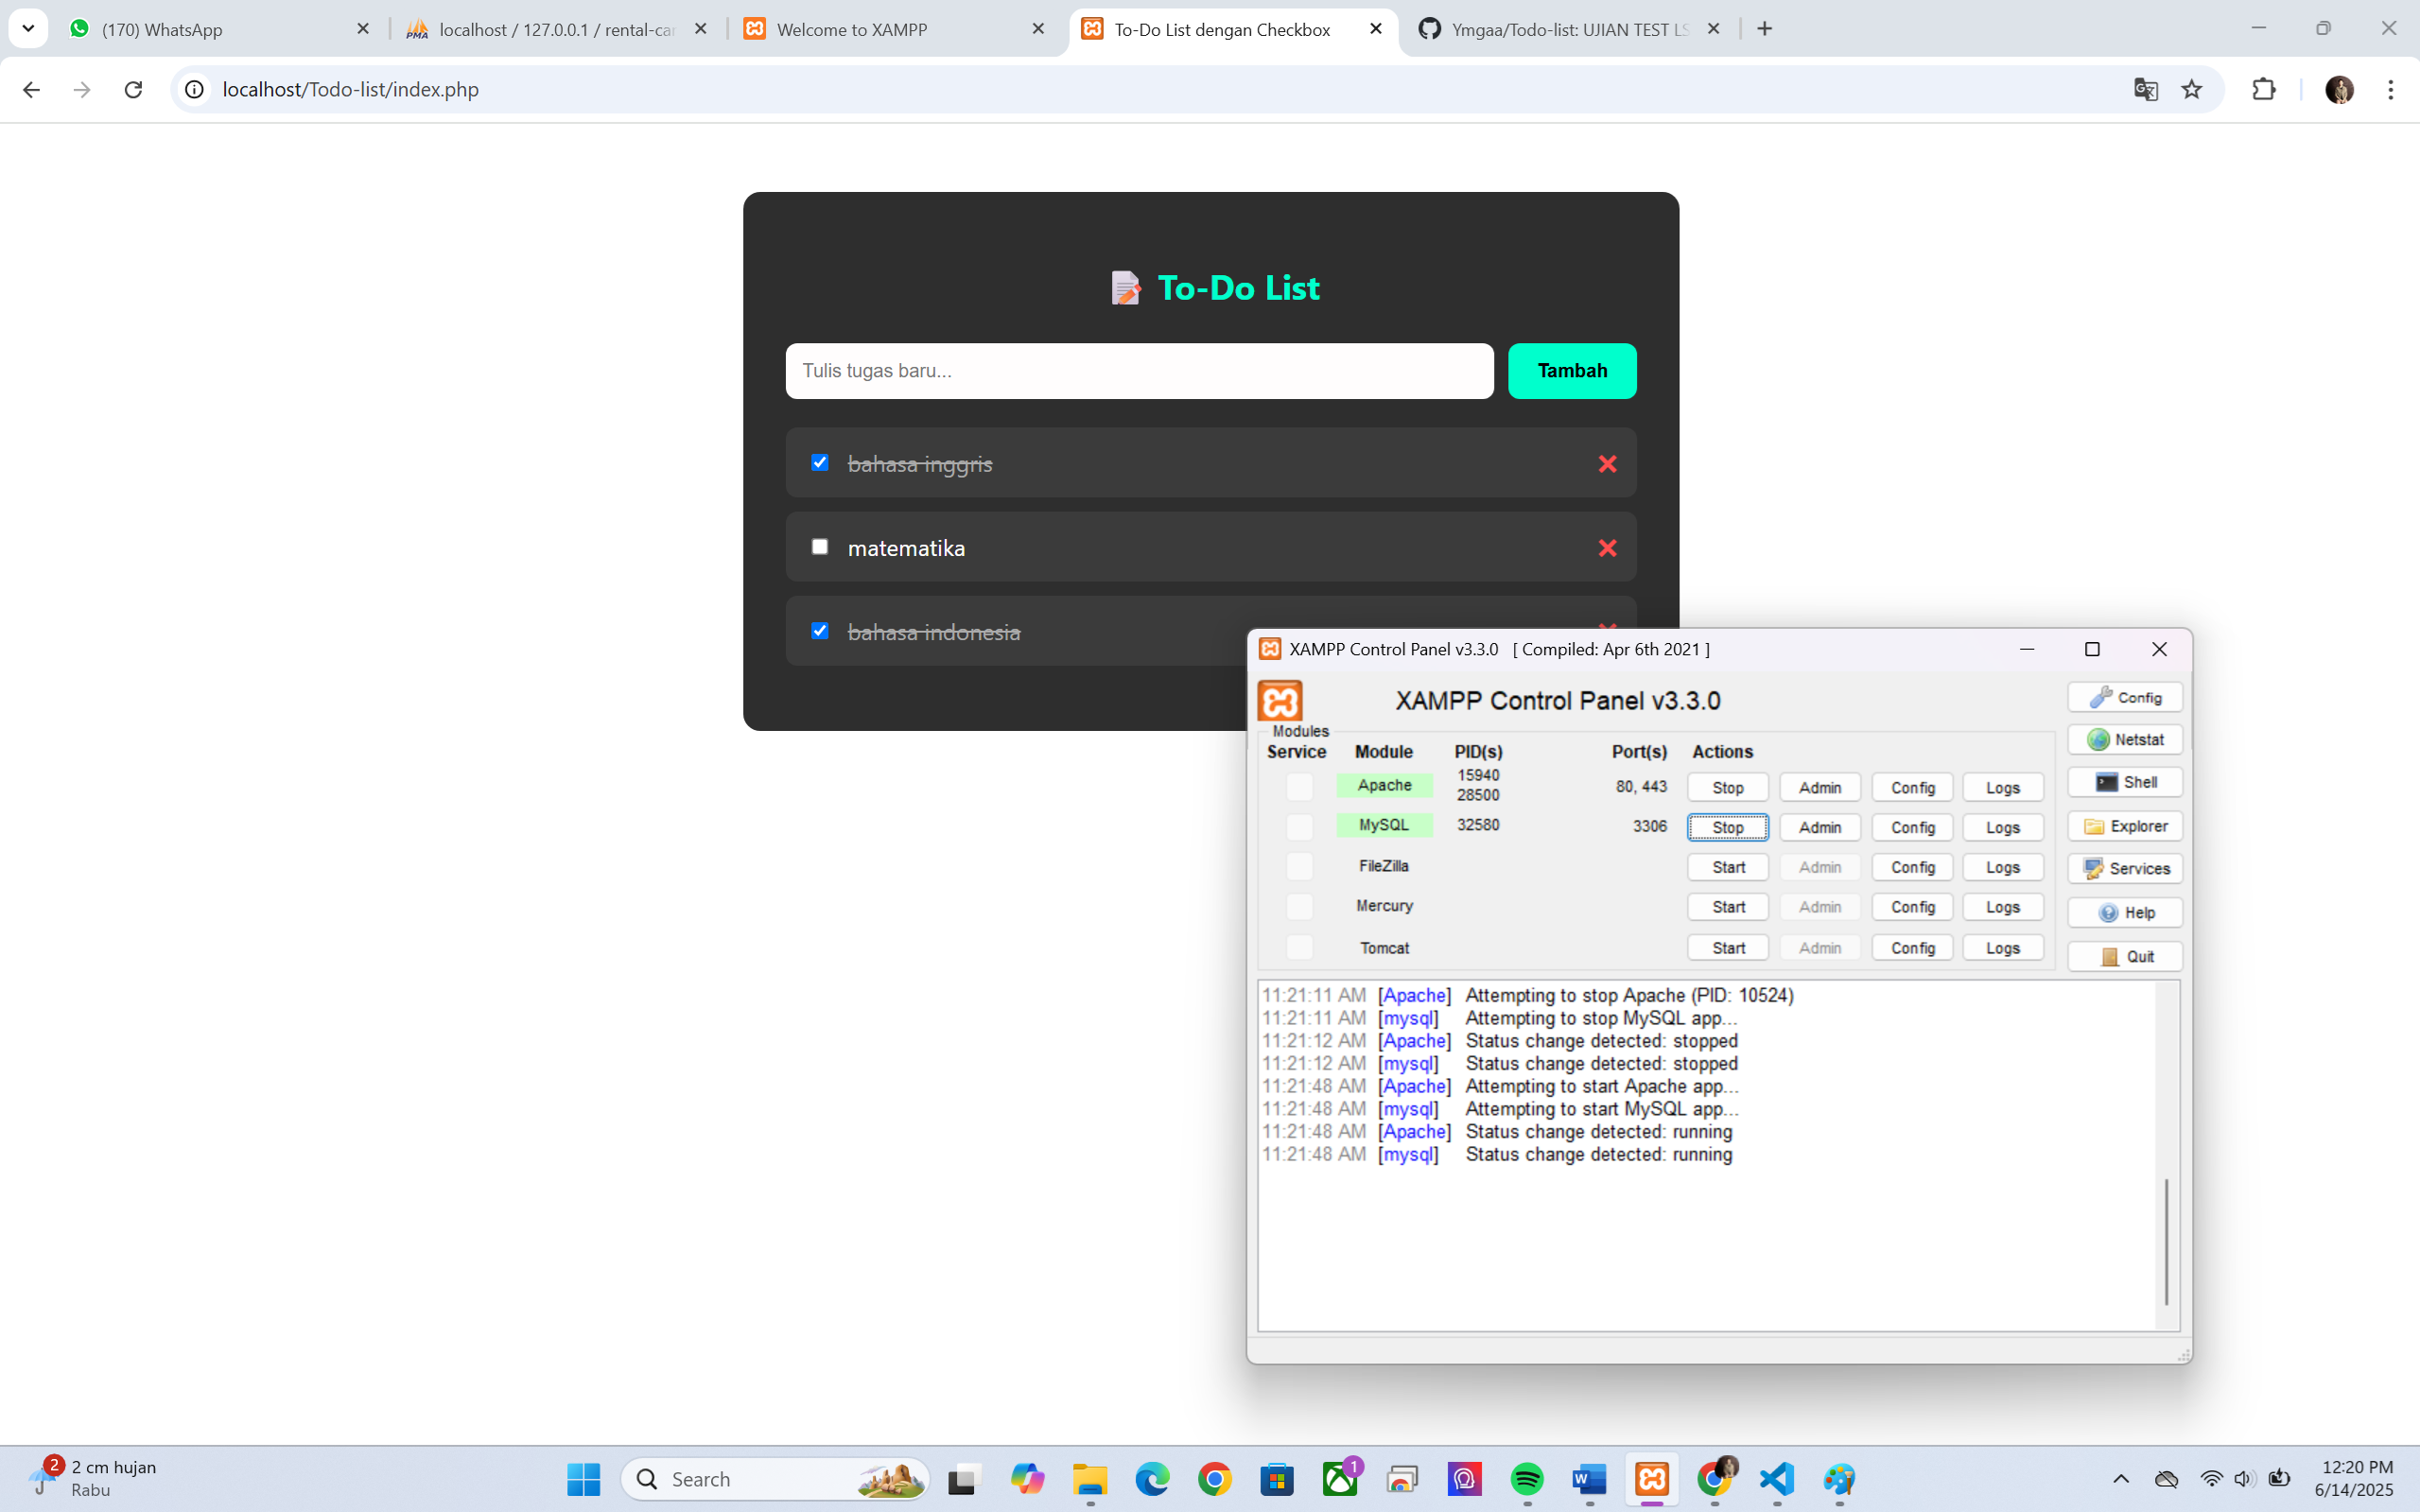 (170) WhatsApp
localhost / 127.0.0.1 / rental-car
Welcome to XAMPP
To-Do List dengan Checkbox
Ymgaa/Todo-list: UJIAN TEST LS
localhost/Todo-list/index.php
To-Do List
Tulis tugas baru...
Tambah
bahasa inggris
matematika
bahasa indonesia
XAMPP Control Panel v3.3.0 [ Compiled: Apr 6th 2021 ]
XAMPP Control Panel v3.3.0
Config
Netstat
Shell
Explorer
Services
Help
Quit
Modules
Service Module PID(s) Port(s) Actions
Apache 15940 28500 80, 443 Stop Admin Config Logs
MySQL 32580 3306 Stop Admin Config Logs
FileZilla Start Admin Config Logs
Mercury Start Admin Config Logs
Tomcat Start Admin Config Logs
11:21:11 AM [Apache] Attempting to stop Apache (PID: 10524)
11:21:11 AM [mysql] Attempting to stop MySQL app...
11:21:12 AM [Apache] Status change detected: stopped
11:21:12 AM [mysql] Status change detected: stopped
11:21:48 AM [Apache] Attempting to start Apache app...
11:21:48 AM [mysql] Attempting to start MySQL app...
11:21:48 AM [Apache] Status change detected: running
11:21:48 AM [mysql] Status change detected: running
2
2 cm hujan
Rabu
Search
1
12:20 PM
6/14/2025